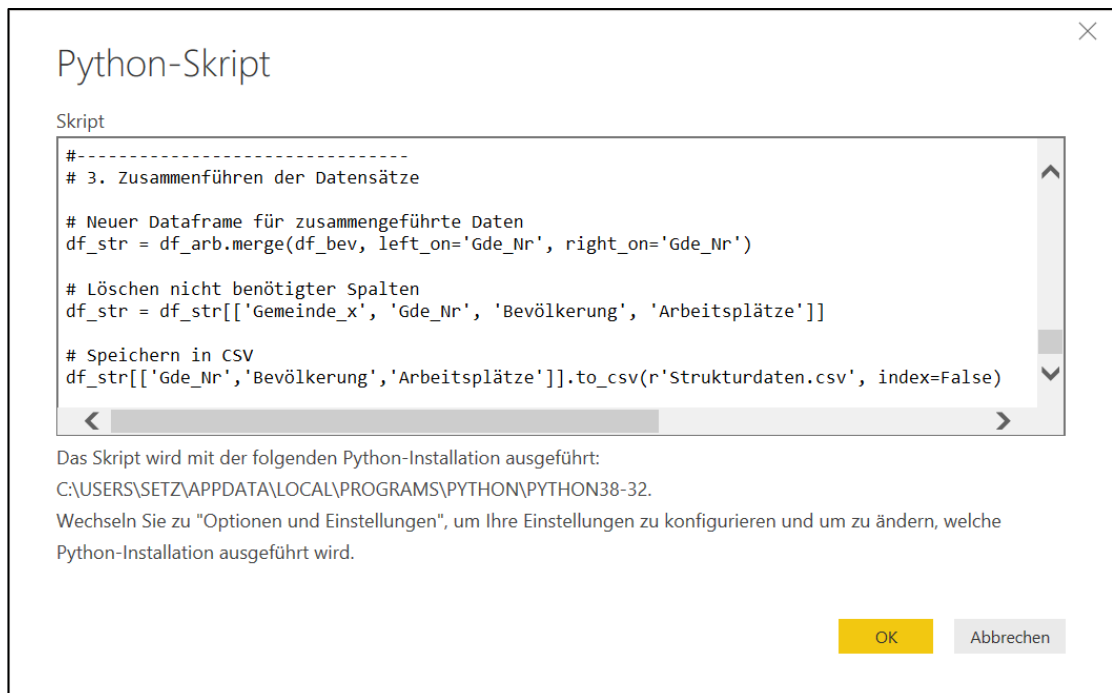 Python-Skript
Skript
#--------------------------------
# 3. Zusammenführen der Datensätze
# Neuer Dataframe für zusammengeführte Daten
df_str = df_arb.merge(df_bev, left_on='Gde_Nr', right_on='Gde_Nr')
# Löschen nicht benötigter Spalten
df_str = df_str[['Gemeinde_x', 'Gde_Nr', 'Bevölkerung', 'Arbeitsplätze']]
# Speichern in CSV
df_str[['Gde_Nr','Bevölkerung','Arbeitsplätze']].to_csv(r'Strukturdaten.csv', index=False)
Das Skript wird mit der folgenden Python-Installation ausgeführt:
C:\USERS\SETZ\APPDATA\LOCAL\PROGRAMS\PYTHON\PYTHON38-32.
Wechseln Sie zu "Optionen und Einstellungen", um Ihre Einstellungen zu konfigurieren und um zu ändern, welche
Python-Installation ausgeführt wird.
OK
Abbrechen